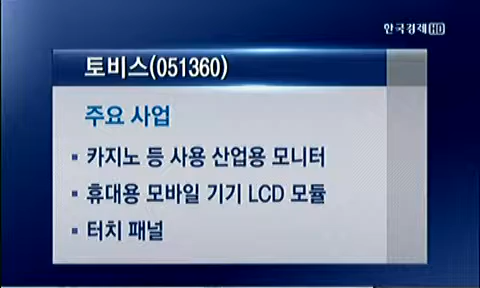 한국경제HD
토비스(051360)
주요 사업
▪ 카지노 등 사용 산업용 모니터
▪ 휴대용 모바일 기기 LCD 모듈
▪ 터치 패널